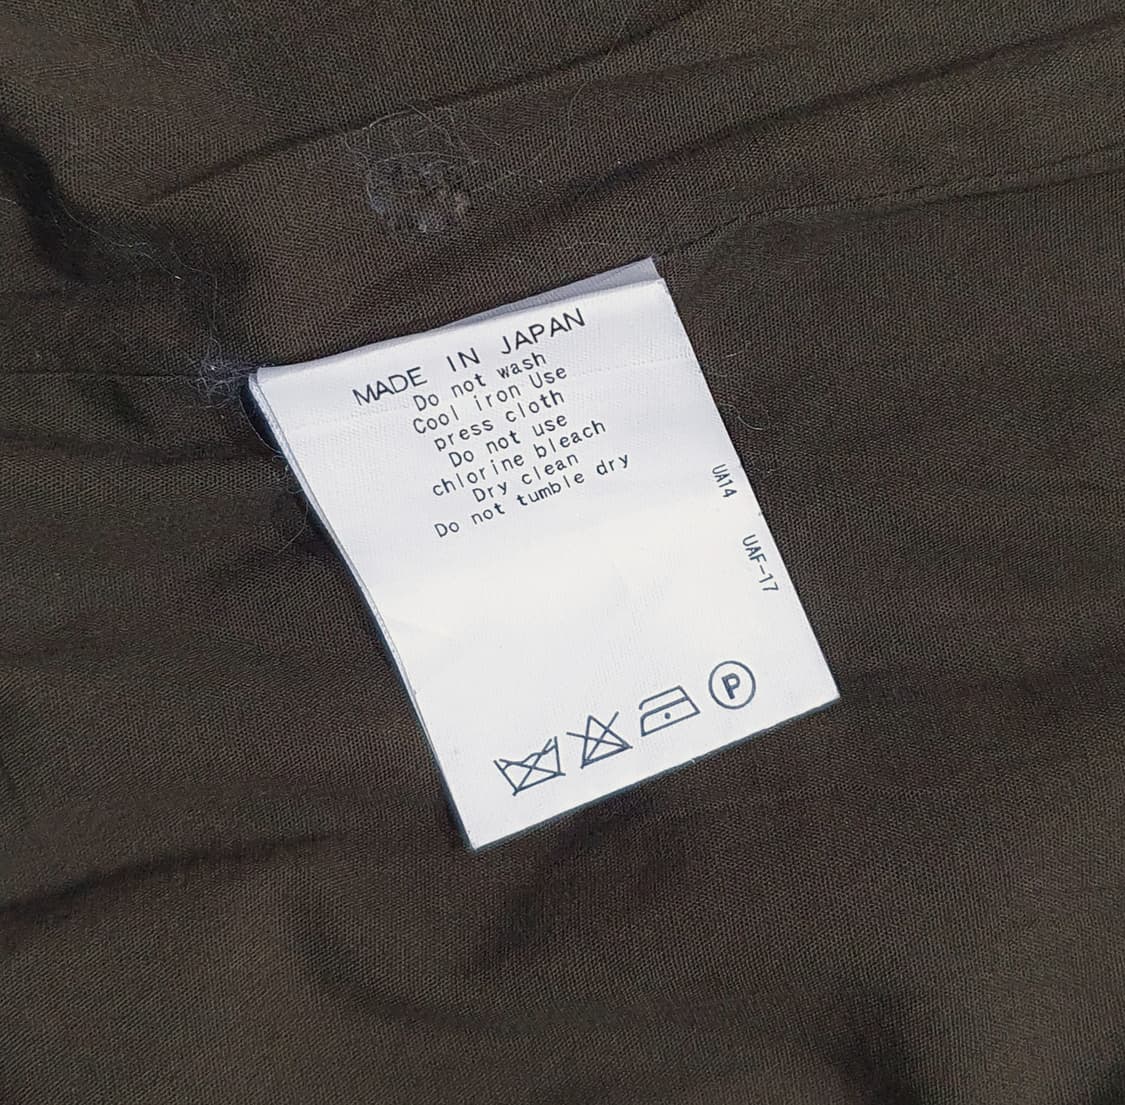 MADE IN JAPAN
Do not wash
Cool iron Use
press cloth
Do not use
chlorine bleach
Dry clean
Do not tumble dry
UA14 UAF-17
P